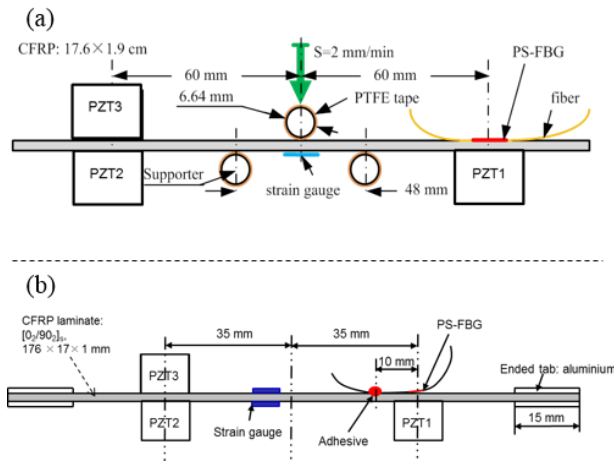 (a)
CFRP: 17.6×1.9 cm
S=2 mm/min
PS-FBG
60 mm
60 mm
6.64 mm
PTFE tape
fiber
PZT3
PZT2
Supporter
strain gauge
48 mm
PZT1
(b)
CFRP laminate:
[0₂/90₂]ₛ,
176 × 17× 1 mm
35 mm
35 mm
PS-FBG
10 mm
PZT3
Ended tab: aluminium
PZT2
Strain gauge
Adhesive
PZT1
15 mm